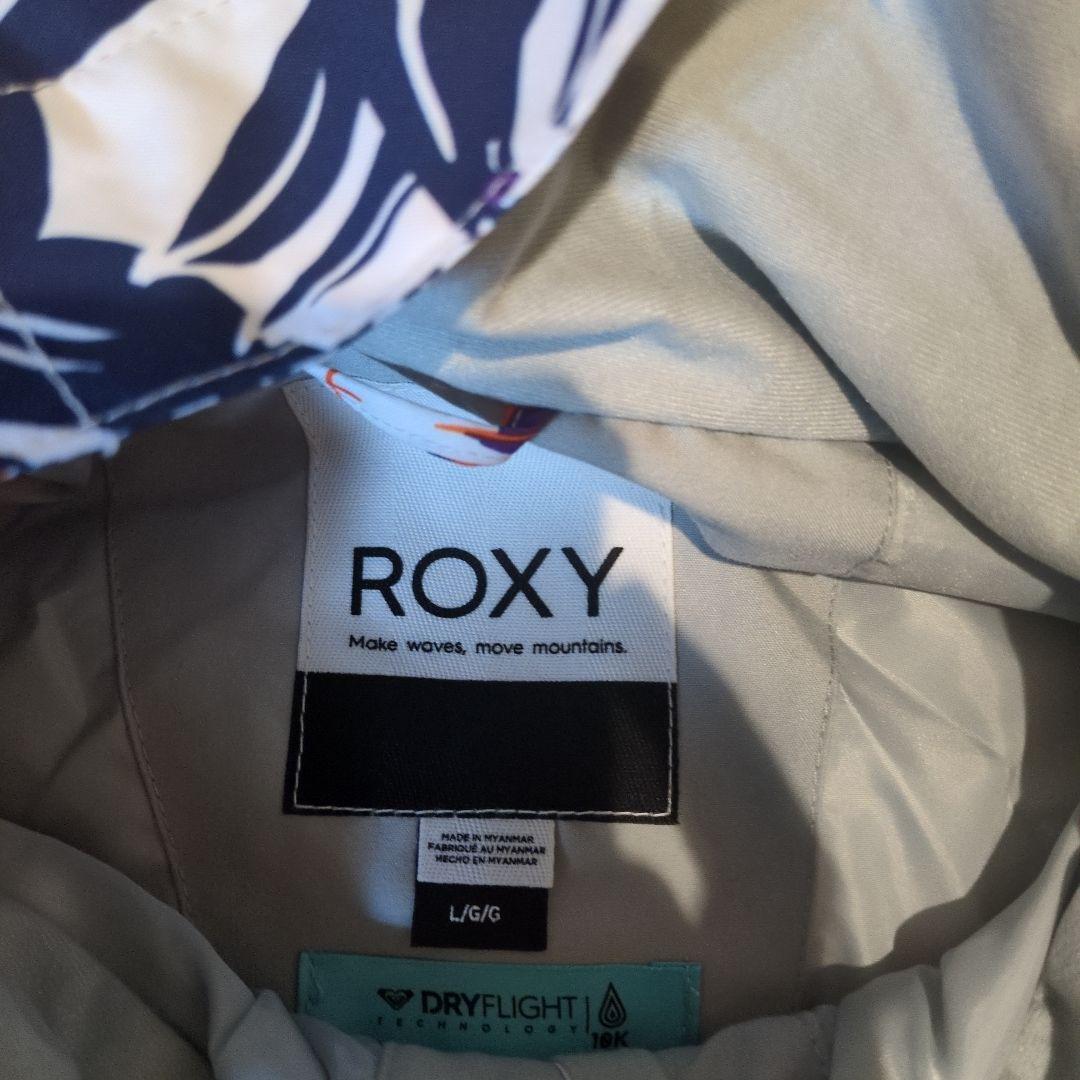 ROXY
Make waves, move mountains.
MADE IN MYANMAR
FABRIQUÉ AU MYANMAR
HECHO EN MYANMAR
L/G/G
DRYFLIGHT
TECHNOLOGY
10K